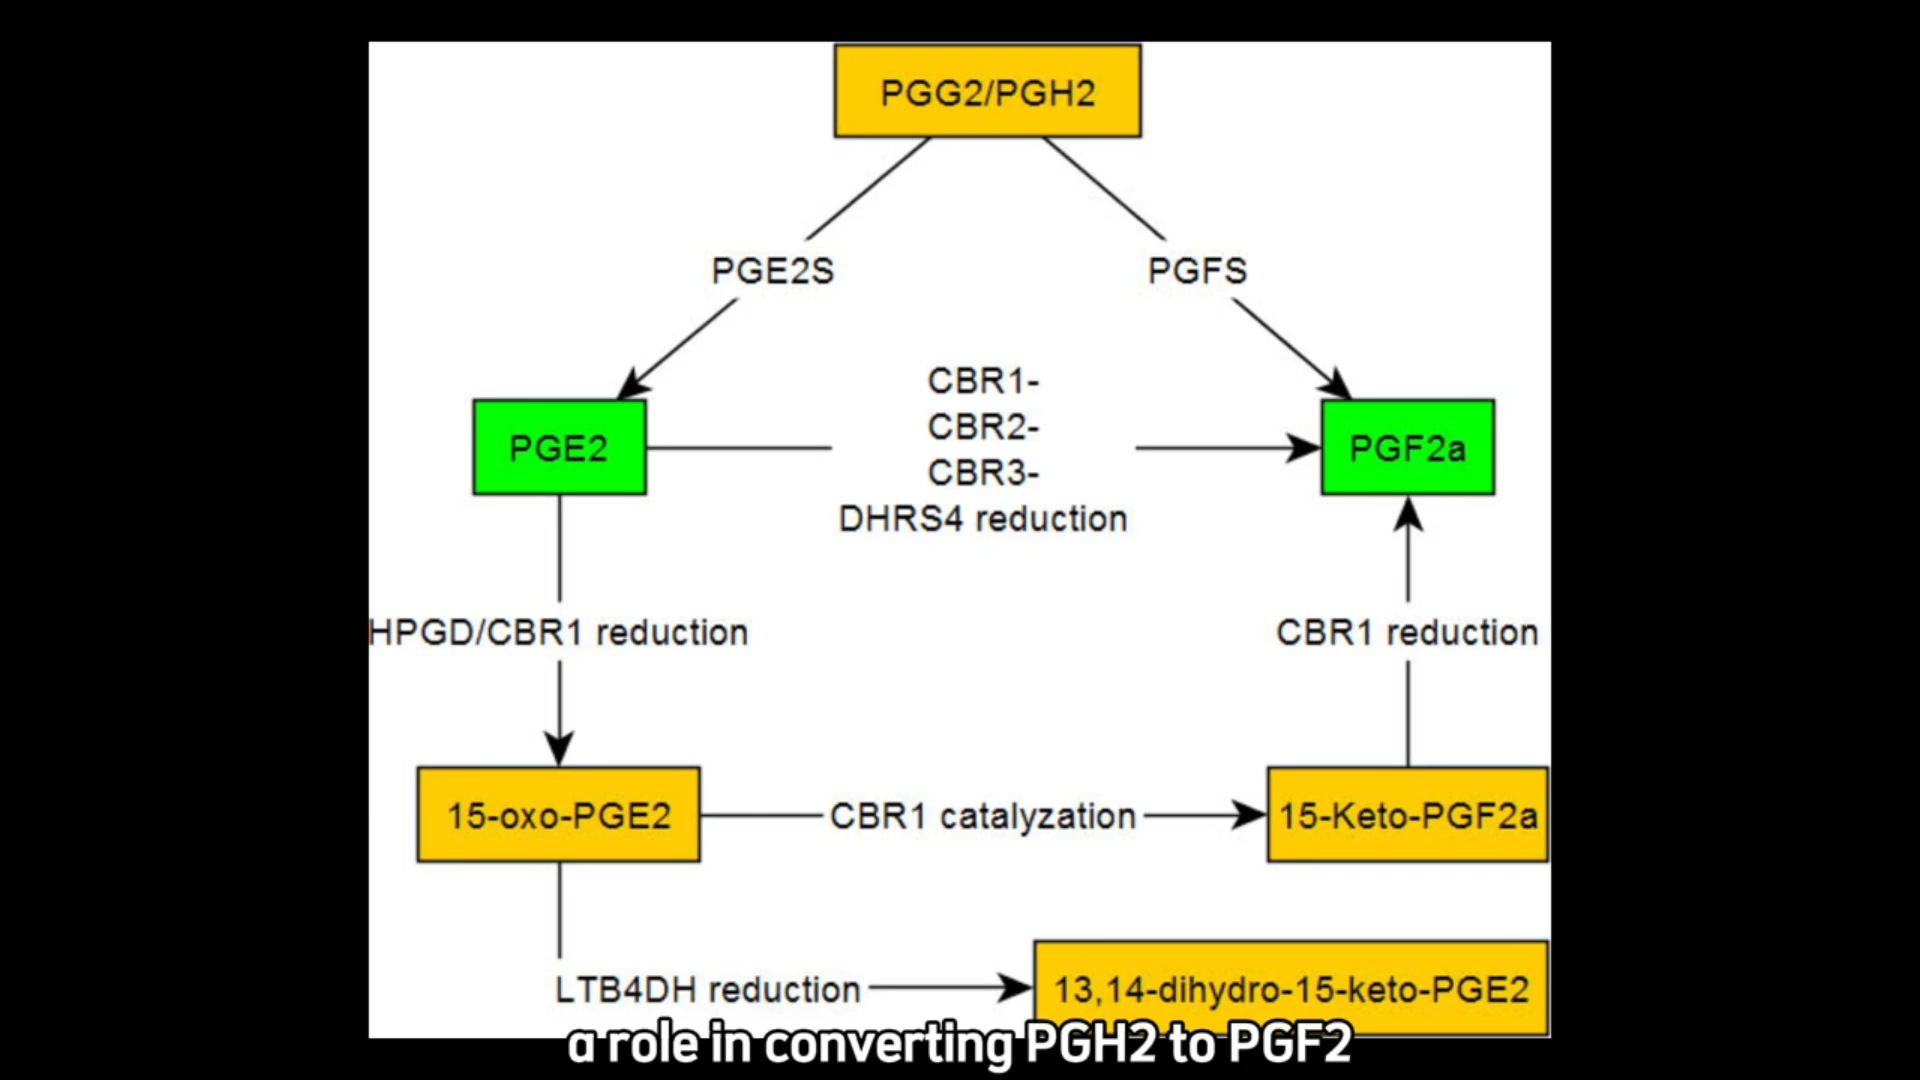 PGG2/PGH2
PGE2S
PGFS
CBR1-
CBR2-
CBR3-
DHRS4 reduction
PGE2
PGF2a
HPGD/CBR1 reduction
CBR1 reduction
15-oxo-PGE2
CBR1 catalyzation
15-Keto-PGF2a
LTB4DH reduction
13,14-dihydro-15-keto-PGE2
a role in converting PGH2 to PGF2